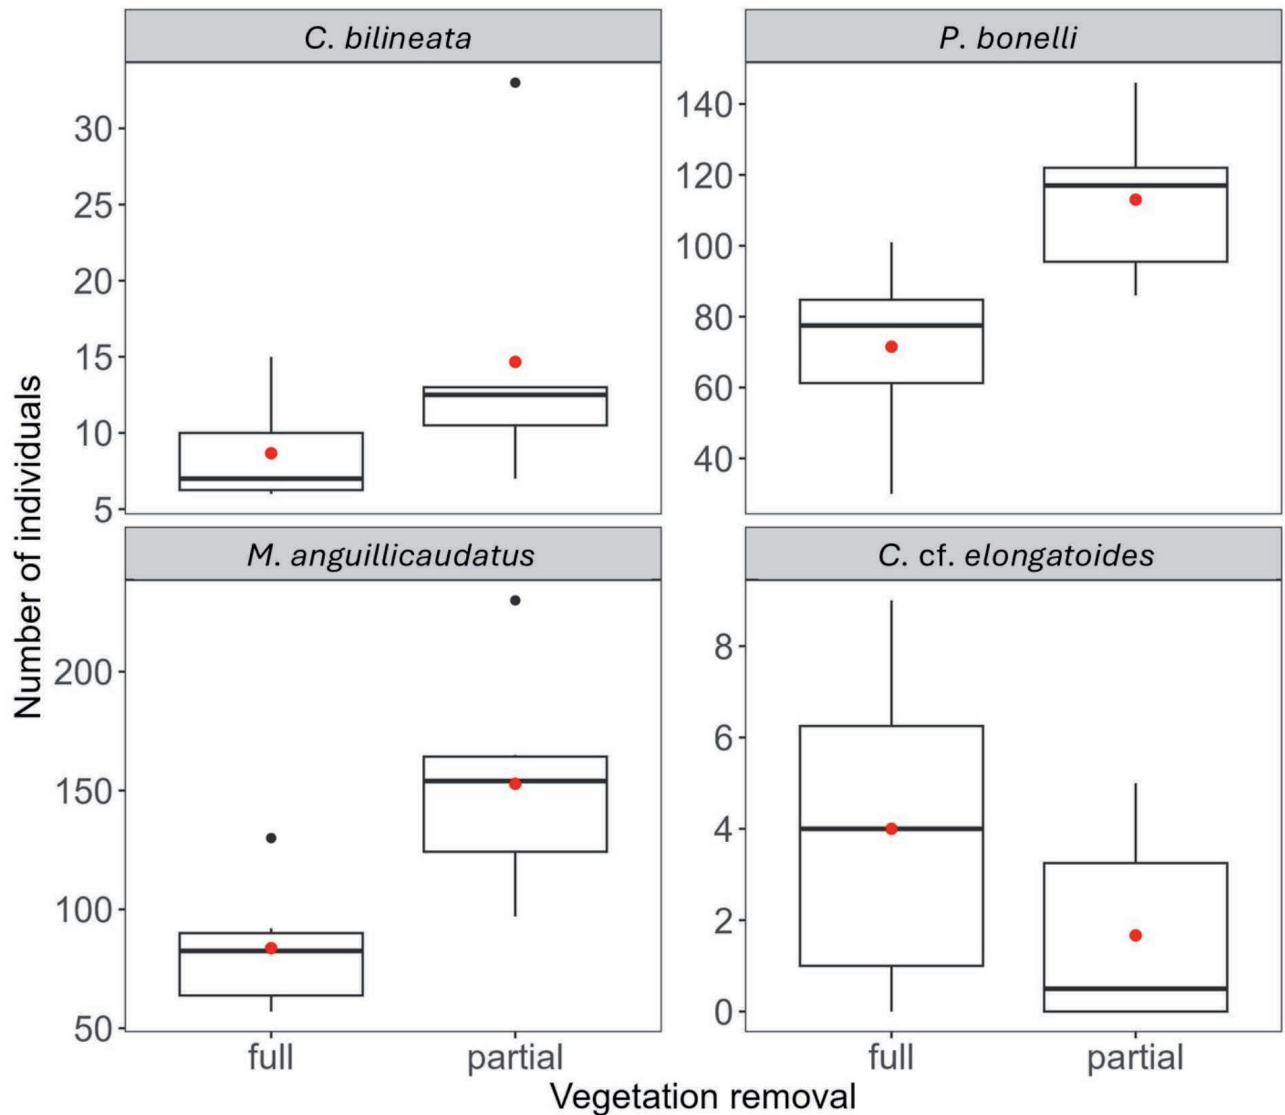 C. bilineata
P. bonelli
30
25
20
15
10
5
140
120
100
80
60
40
M. anguillicaudatus
C. cf. elongatoides
200
150
100
50
8
6
4
2
0
full
partial
full
partial
Number of individuals
Vegetation removal